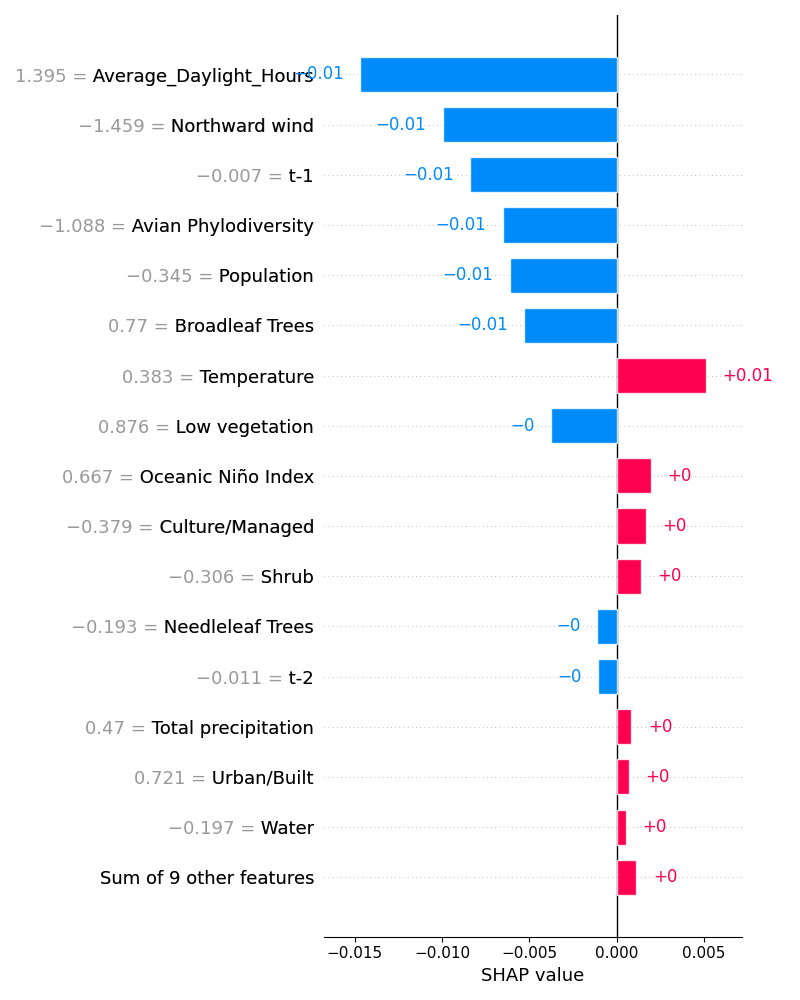 1.395 = Average_Daylight_Hours −0.01
−1.459 = Northward wind −0.01
−0.007 = t-1 −0.01
−1.088 = Avian Phylodiversity −0.01
−0.345 = Population −0.01
0.77 = Broadleaf Trees −0.01
0.383 = Temperature +0.01
0.876 = Low vegetation −0
0.667 = Oceanic Niño Index +0
−0.379 = Culture/Managed +0
−0.306 = Shrub +0
−0.193 = Needleleaf Trees −0
−0.011 = t-2 −0
0.47 = Total precipitation +0
0.721 = Urban/Built +0
−0.197 = Water +0
Sum of 9 other features +0
−0.015 −0.010 −0.005 0.000 0.005
SHAP value